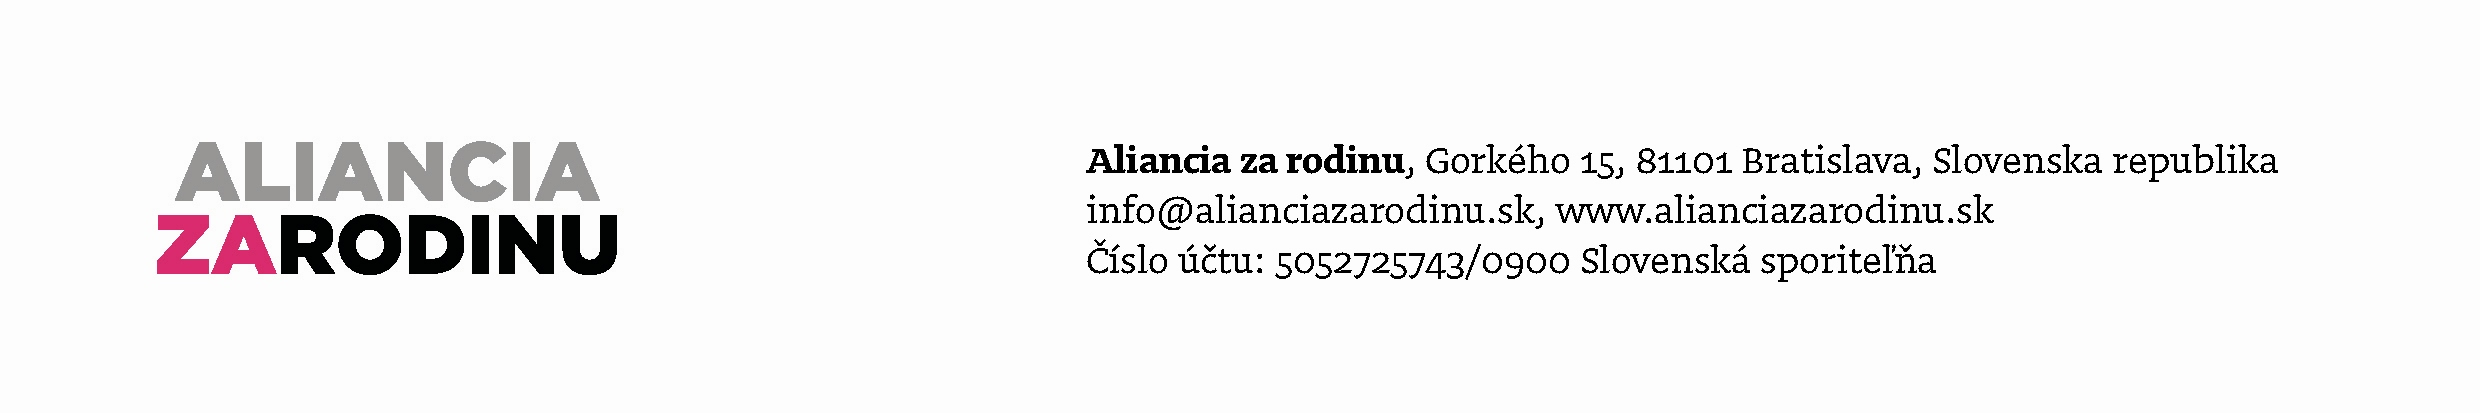 ALIANCIA
ZARODINU
Aliancia za rodinu, Gorkého 15, 81101 Bratislava, Slovenska republika
info@alianciazarodinu.sk, www.alianciazarodinu.sk
Číslo účtu: 5052725743/0900 Slovenská sporiteľňa